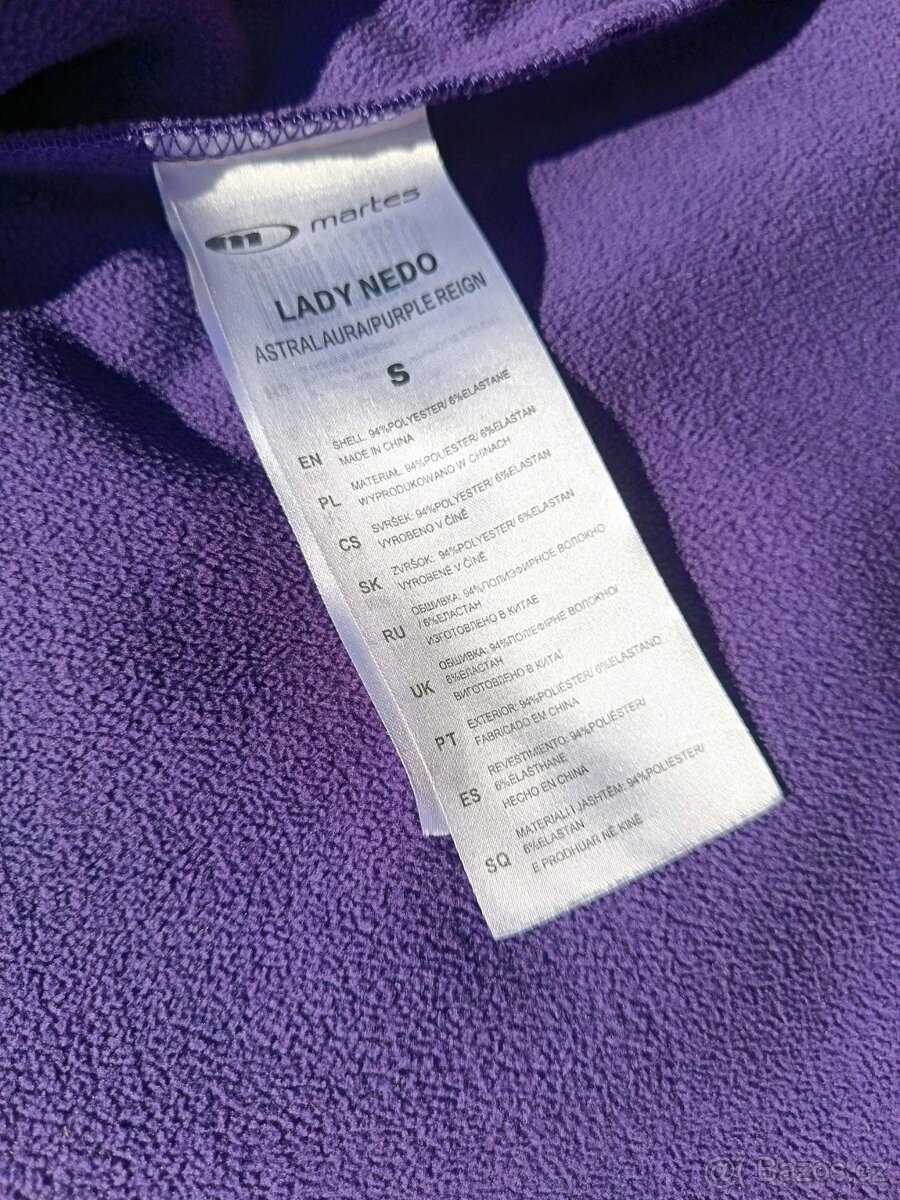 m martes
LADY NEDO
ASTRALAURA/PURPLE REIGN
S
EN SHELL: 94%POLYESTER/ 6%ELASTANE
MADE IN CHINA
PL MATERIAŁ: 94%POLIESTER/ 6%ELASTAN
WYPRODUKOWANO W CHINACH
CS SVRŠEK: 94%POLYESTER/ 6%ELASTAN
VYROBENO V ČÍNĚ
SK ZVRŠOK: 94%POLYESTER/ 6%ELASTAN
VYROBENÉ V ČÍNĚ
RU ОБШИВКА: 94%ПОЛИЭФИРНОЕ ВОЛОКНО
/ 6%ЕЛАСТАН
ИЗГОТОВЛЕНО В КИТАЕ
UK ОБШИВКА: 94%ПОЛІЕФІРНЕ ВОЛОКНО/
6%ЕЛАСТАН
ВИГОТОВЛЕНО В КИТАЇ
PT EXTERIOR: 94%POLIÉSTER/ 6%ELASTANO
FABRICADO EM CHINA
ES REVESTIMIENTO: 94%POLIÉSTER/
6%ELASTHANE
HECHO EN CHINA
SQ MATERIALI I JASHTËM: 94%POLIESTER/
6%ELASTAN
E PRODHUAR NË KINË
@ Bazos.cz